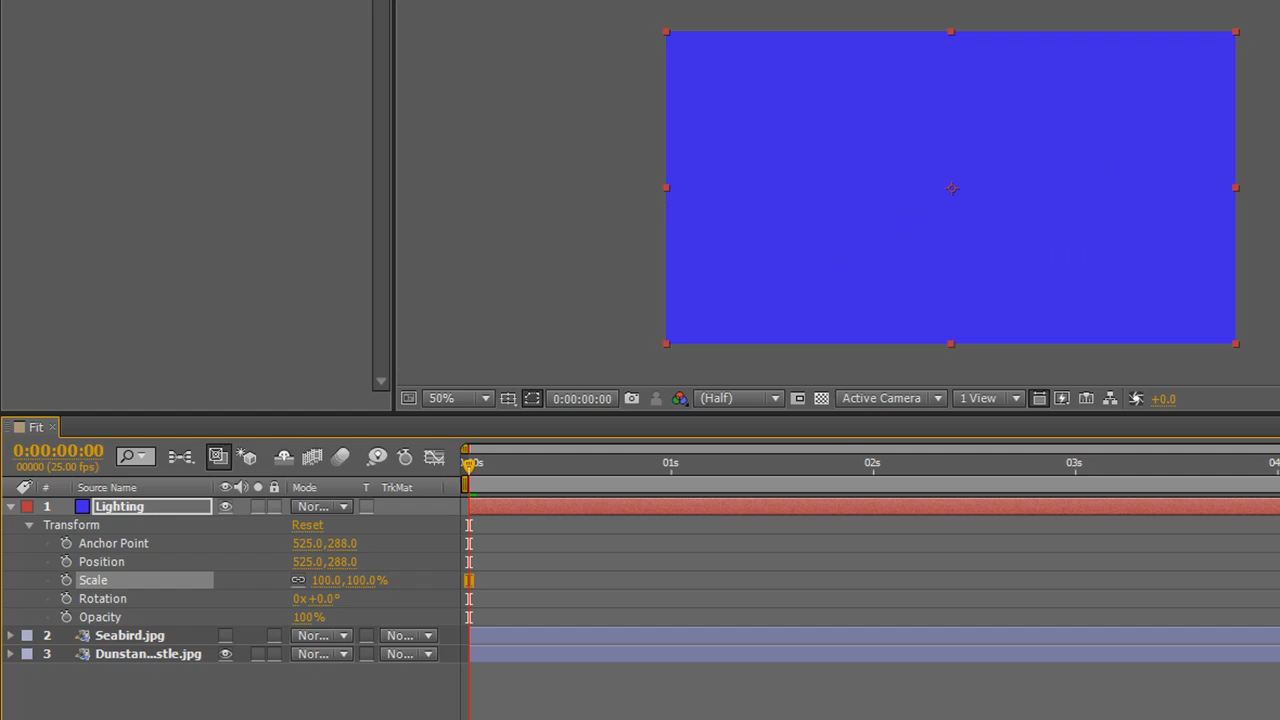 50% 0:00:00:00 (Half) Active Camera 1 View +0.0
Fit
0:00:00:00
00000 (25.00 fps)
0s 01s 02s 03s 04
# Source Name Mode T TrkMat
1 Lighting Nor...
Transform Reset
Anchor Point 525.0,288.0
Position 525.0,288.0
Scale 100.0,100.0%
Rotation 0x+0.0°
Opacity 100%
2 Seabird.jpg Nor... No...
3 Dunstan...stle.jpg Nor... No...